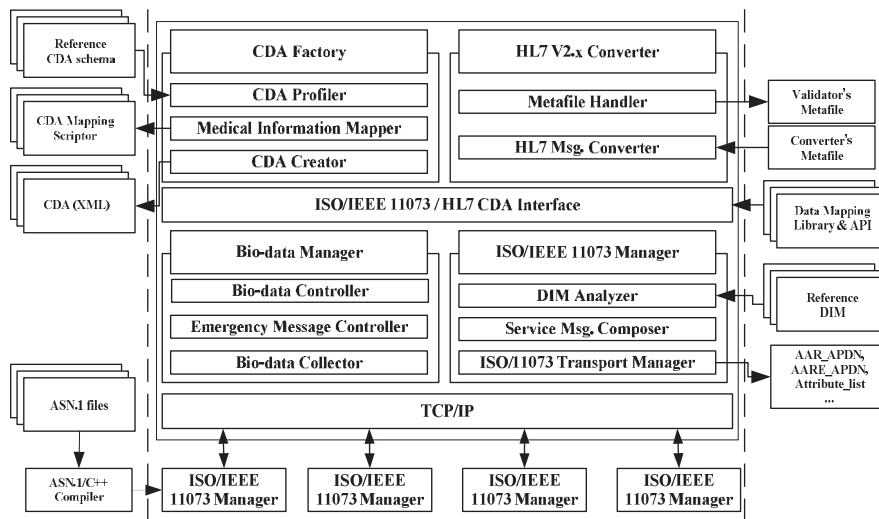 Reference
CDA schema
CDA Mapping
Scriptor
CDA (XML)
ASN.1 files
ASN.1/C++
Compiler
CDA Factory
CDA Profiler
Medical Information Mapper
CDA Creator
HL7 V2.x Converter
Metafile Handler
HL7 Msg. Converter
ISO/IEEE 11073 / HL7 CDA Interface
Bio-data Manager
Bio-data Controller
Emergency Message Controller
Bio-data Collector
ISO/IEEE 11073 Manager
DIM Analyzer
Service Msg. Composer
ISO/11073 Transport Manager
TCP/IP
ISO/IEEE
11073 Manager
ISO/IEEE
11073 Manager
ISO/IEEE
11073 Manager
ISO/IEEE
11073 Manager
Validator's
Metafile
Converter's
Metafile
Data Mapping
Library & API
Reference
DIM
AAR_APDN,
AARE_APDN,
Attribute_list
...